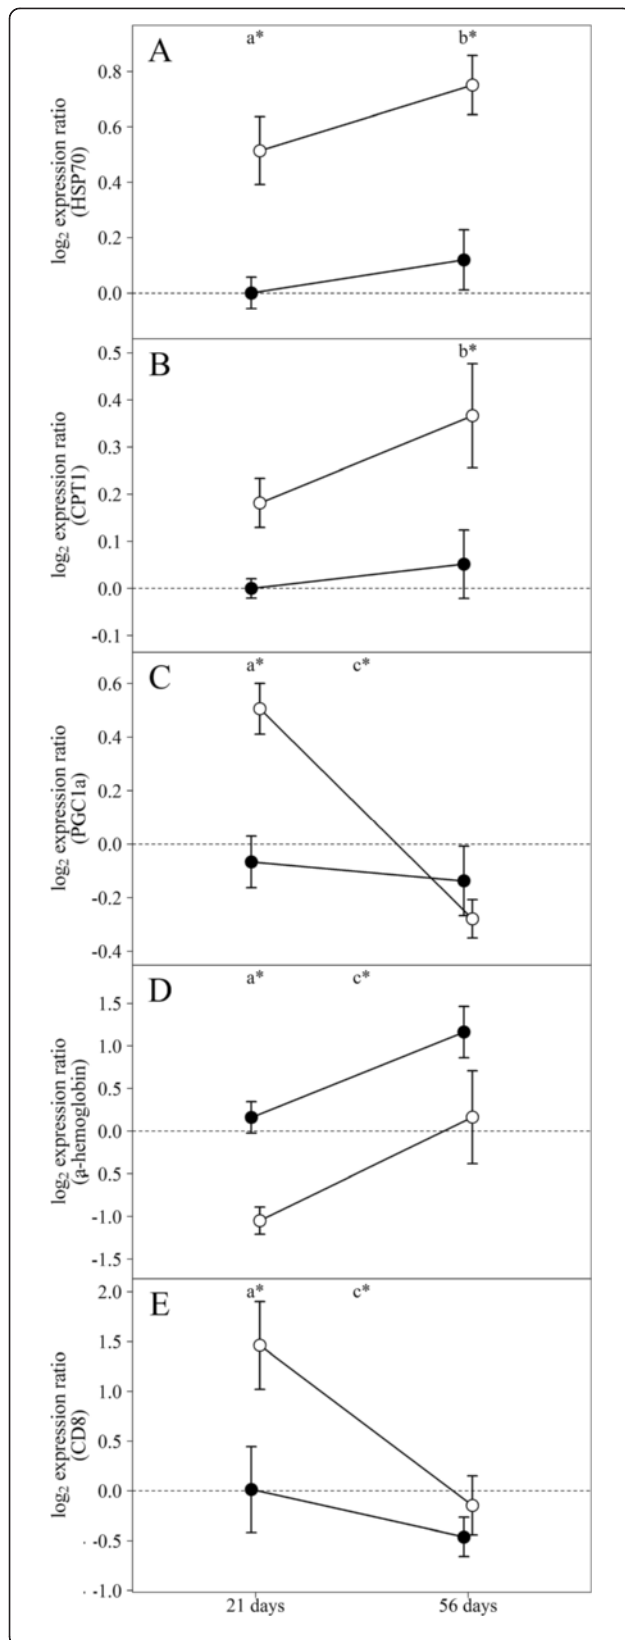 A
a*
b*
0.8
0.6
0.4
0.2
0.0
log₂ expression ratio
(HSP70)
B
b*
0.5
0.4
0.3
0.2
0.1
0.0
-0.1
log₂ expression ratio
(CPT1)
C
a*
c*
0.6
0.4
0.2
0.0
-0.2
-0.4
log₂ expression ratio
(PGC1a)
D
a*
c*
1.5
1.0
0.5
0.0
-0.5
-1.0
-1.5
log₂ expression ratio
(a-hemoglobin)
E
a*
c*
2.0
1.5
1.0
0.5
0.0
-0.5
-1.0
log₂ expression ratio
(CD8)
21 days
56 days